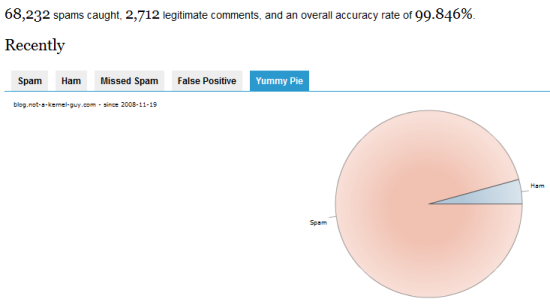 68,232 spams caught, 2,712 legitimate comments, and an overall accuracy rate of 99.846%.
Recently
Spam Ham Missed Spam False Positive Yummy Pie
blog.not-a-kernel-guy.com - since 2008-11-19
Ham
Spam